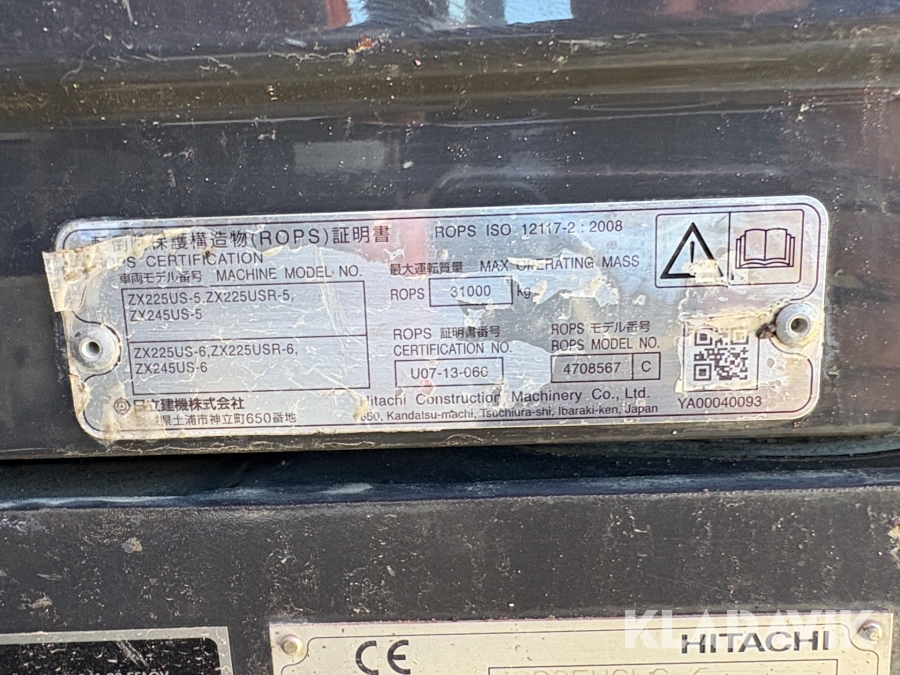 保護構造物(ROPS)証明書
CERTIFICATION
車両モデル番号 MACHINE MODEL NO.
ZX225US-5,ZX225USR-5,
ZX245US-5
ZX225US-6,ZX225USR-6,
ZX245US-6
日立建機株式会社
土浦市神立町650番地
ROPS ISO 12117-2 : 2008
最大運転質量 MAX OPERATING MASS
ROPS 31000 kg
ROPS 証明書番号
CERTIFICATION NO.
U07-13-066
ROPS モデル番号
ROPS MODEL NO.
4708567 C
Hitachi Construction Machinery Co., Ltd.
650, Kandatsu-machi, Tsuchiura-shi, Ibaraki-ken, Japan
YA00040093
KLARAVIK
CE
HITACHI